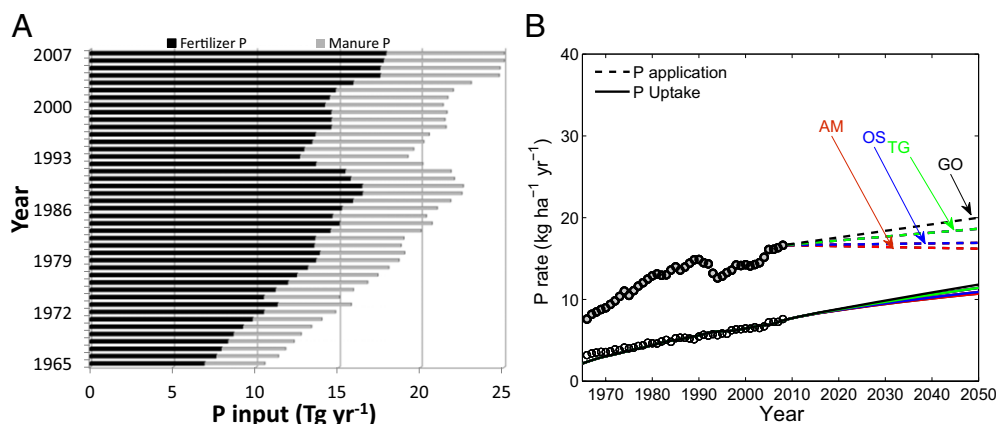 A
Fertilizer P
Manure P
Year
2007
2000
1993
1986
1979
1972
1965
0 5 10 15 20 25
P input (Tg yr-1)
B
P rate (kg ha−1 yr−1)
40
30
20
10
0
P application
P Uptake
AM
OS
TG
GO
1970 1980 1990 2000 2010 2020 2030 2040 2050
Year